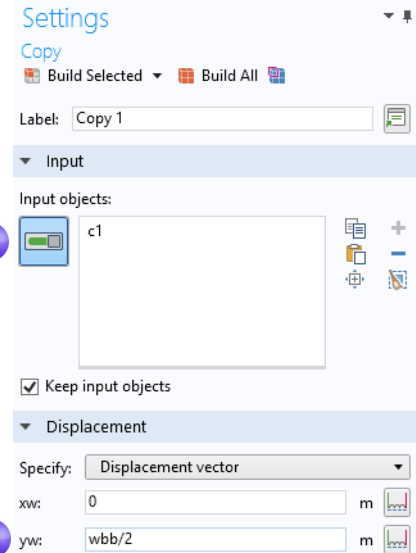 Settings
Copy
Build Selected Build All
Label: Copy 1
Input
Input objects:
c1
Keep input objects
Displacement
Specify: Displacement vector
xw: 0 m
yw: wbb/2 m